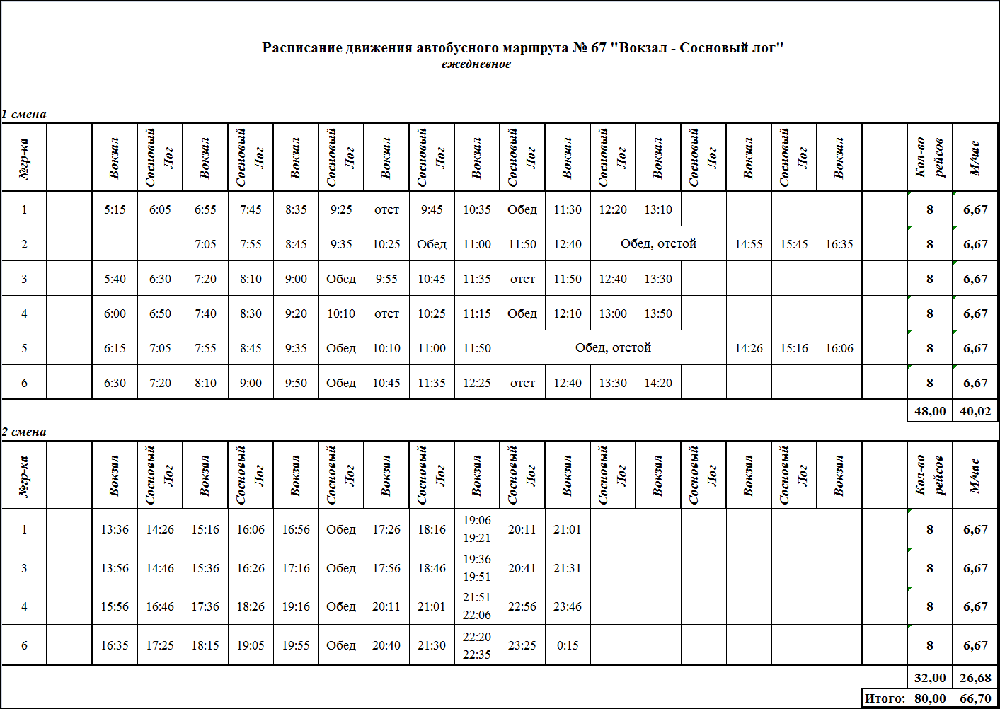 Расписание движения автобусного маршрута № 67 "Вокзал - Сосновый лог"
ежедневное
1 смена
№гр-ка Вокзал Сосновый Лог Вокзал Сосновый Лог Вокзал Сосновый Лог Вокзал Сосновый Лог Вокзал Сосновый Лог Вокзал Сосновый Лог Вокзал Сосновый Лог Вокзал Сосновый Лог Вокзал Кол-во рейсов М/час
1 5:15 6:05 6:55 7:45 8:35 9:25 отст 9:45 10:35 Обед 11:30 12:20 13:10 8 6,67
2 7:05 7:55 8:45 9:35 10:25 Обед 11:00 11:50 12:40 Обед, отстой 14:55 15:45 16:35 8 6,67
3 5:40 6:30 7:20 8:10 9:00 Обед 9:55 10:45 11:35 отст 11:50 12:40 13:30 8 6,67
4 6:00 6:50 7:40 8:30 9:20 10:10 отст 10:25 11:15 Обед 12:10 13:00 13:50 8 6,67
5 6:15 7:05 7:55 8:45 9:35 Обед 10:10 11:00 11:50 Обед, отстой 14:26 15:16 16:06 8 6,67
6 6:30 7:20 8:10 9:00 9:50 Обед 10:45 11:35 12:25 отст 12:40 13:30 14:20 8 6,67
48,00 40,02
2 смена
№гр-ка Вокзал Сосновый Лог Вокзал Сосновый Лог Вокзал Сосновый Лог Вокзал Сосновый Лог Вокзал Сосновый Лог Вокзал Сосновый Лог Вокзал Сосновый Лог Вокзал Сосновый Лог Вокзал Кол-во рейсов М/час
1 13:36 14:26 15:16 16:06 16:56 Обед 17:26 18:16 19:06 19:21 20:11 21:01 8 6,67
3 13:56 14:46 15:36 16:26 17:16 Обед 17:56 18:46 19:36 19:51 20:41 21:31 8 6,67
4 15:56 16:46 17:36 18:26 19:16 Обед 20:11 21:01 21:51 22:06 22:56 23:46 8 6,67
6 16:35 17:25 18:15 19:05 19:55 Обед 20:40 21:30 22:20 22:35 23:25 0:15 8 6,67
32,00 26,68
Итого: 80,00 66,70